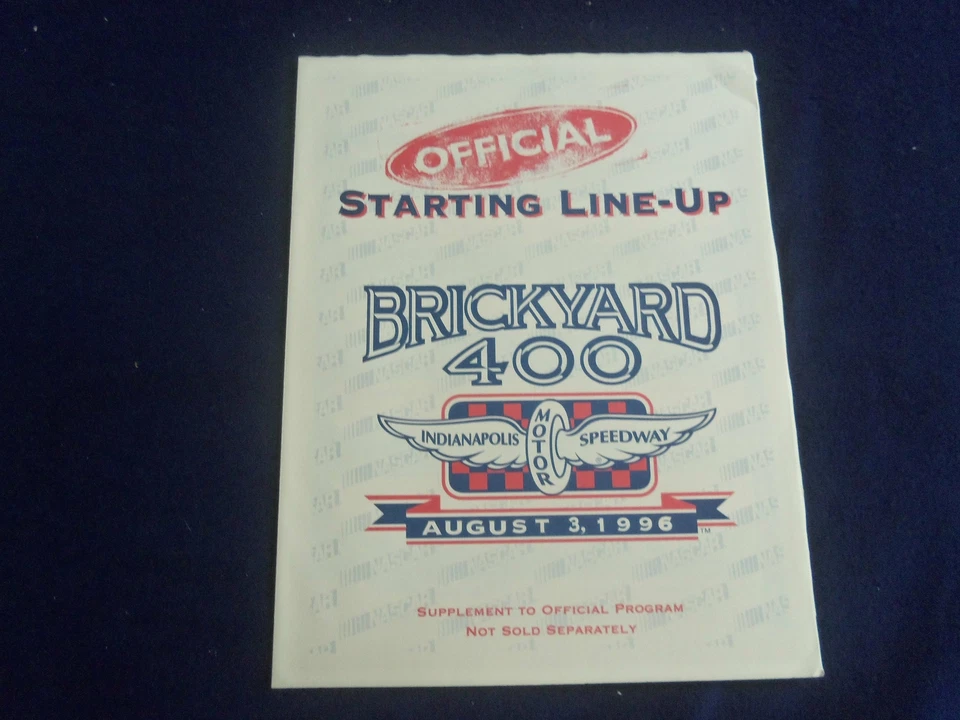 OFFICIAL
STARTING LINE-UP
BRICKYARD
400
INDIANAPOLIS MOTOR SPEEDWAY
AUGUST 3, 1996
TM
SUPPLEMENT TO OFFICIAL PROGRAM
NOT SOLD SEPARATELY